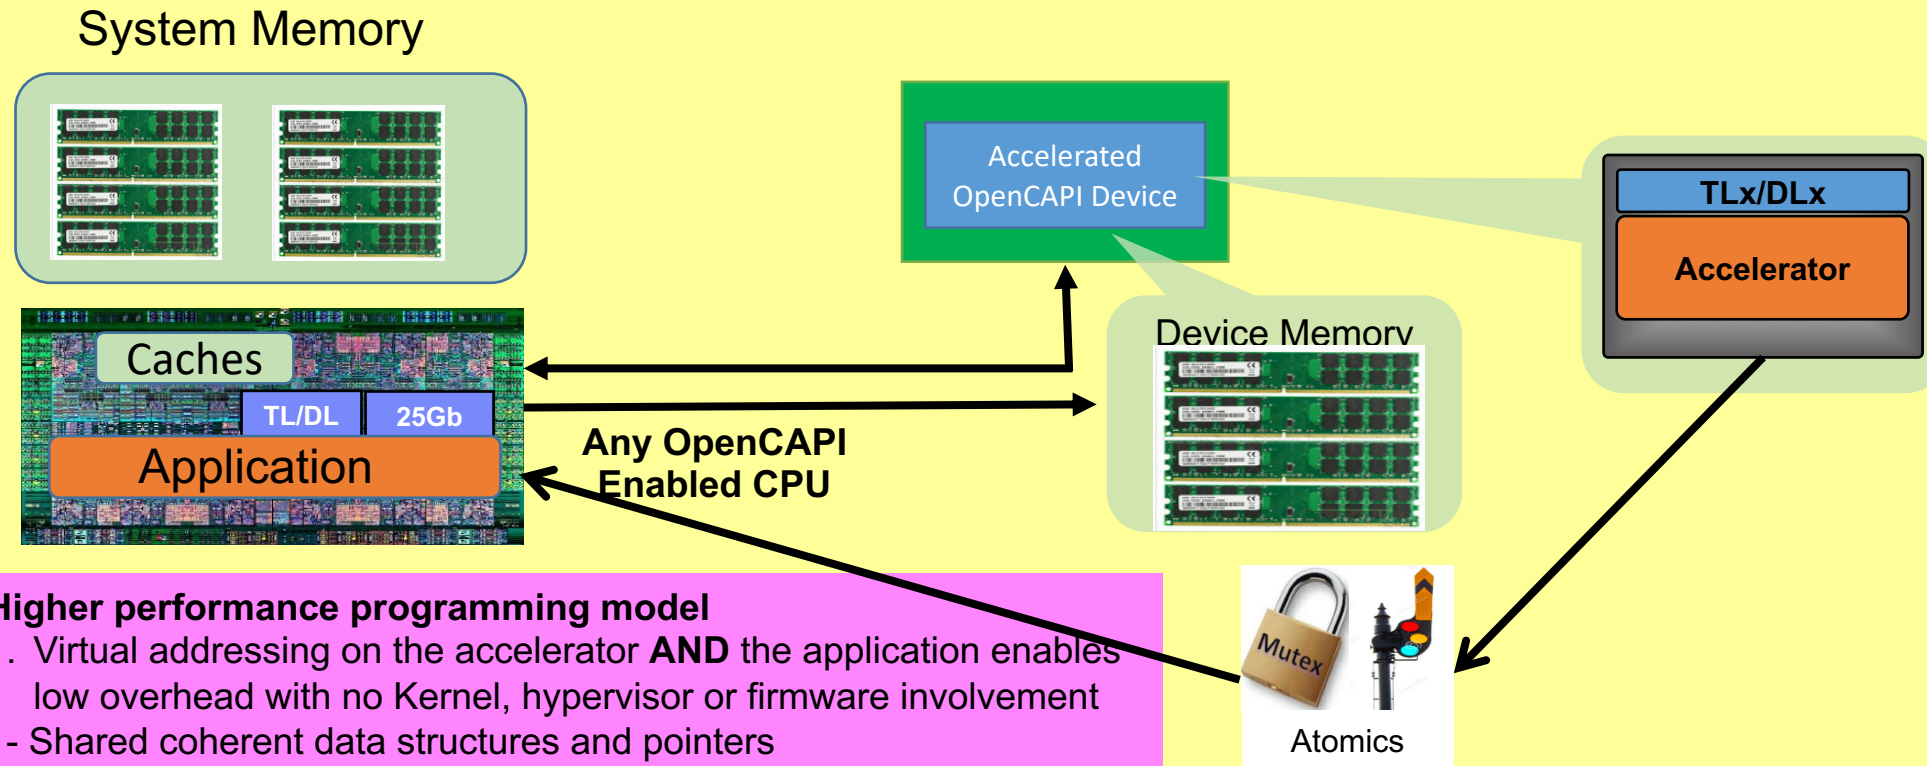 System Memory
Accelerated
OpenCAPI Device
TLx/DLx
Accelerator
Device Memory
Caches
TL/DL
25Gb
Application
Any OpenCAPI
Enabled CPU
Mutex
Atomics
Higher performance programming model
. Virtual addressing on the accelerator AND the application enables
low overhead with no Kernel, hypervisor or firmware involvement
- Shared coherent data structures and pointers